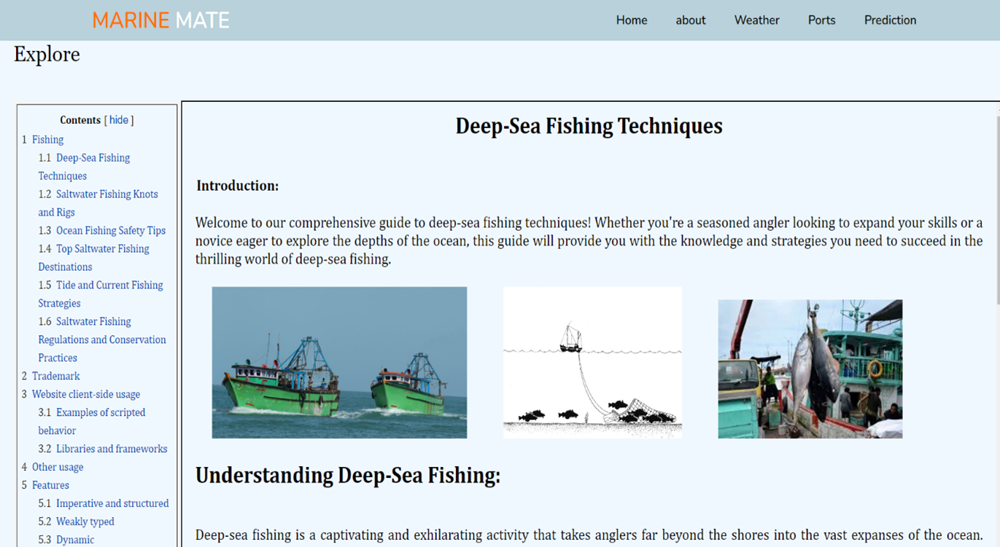 MARINE MATE
Home about Weather Ports Prediction
Explore
Contents [ hide ]
1 Fishing
1.1 Deep-Sea Fishing
Techniques
1.2 Saltwater Fishing Knots
and Rigs
1.3 Ocean Fishing Safety Tips
1.4 Top Saltwater Fishing
Destinations
1.5 Tide and Current Fishing
Strategies
1.6 Saltwater Fishing
Regulations and Conservation
Practices
2 Trademark
3 Website client-side usage
3.1 Examples of scripted
behavior
3.2 Libraries and frameworks
4 Other usage
5 Features
5.1 Imperative and structured
5.2 Weakly typed
5.3 Dynamic
Deep-Sea Fishing Techniques
Introduction:
Welcome to our comprehensive guide to deep-sea fishing techniques! Whether you're a seasoned angler looking to expand your skills or a
novice eager to explore the depths of the ocean, this guide will provide you with the knowledge and strategies you need to succeed in the
thrilling world of deep-sea fishing.
Understanding Deep-Sea Fishing:
Deep-sea fishing is a captivating and exhilarating activity that takes anglers far beyond the shores into the vast expanses of the ocean.